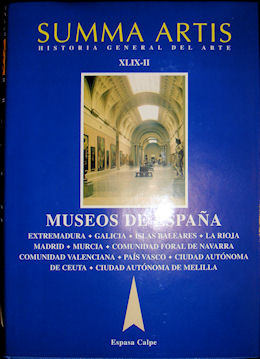 SUMMA ARTIS
HISTORIA GENERAL DEL ARTE
XLIX-II
MUSEOS DE ESPAÑA
EXTREMADURA ✦ GALICIA ✦ ISLAS BALEARES ✦ LA RIOJA
MADRID ✦ MURCIA ✦ COMUNIDAD FORAL DE NAVARRA
COMUNIDAD VALENCIANA ✦ PAÍS VASCO ✦ CIUDAD AUTÓNOMA
DE CEUTA ✦ CIUDAD AUTÓNOMA DE MELILLA
Espasa Calpe